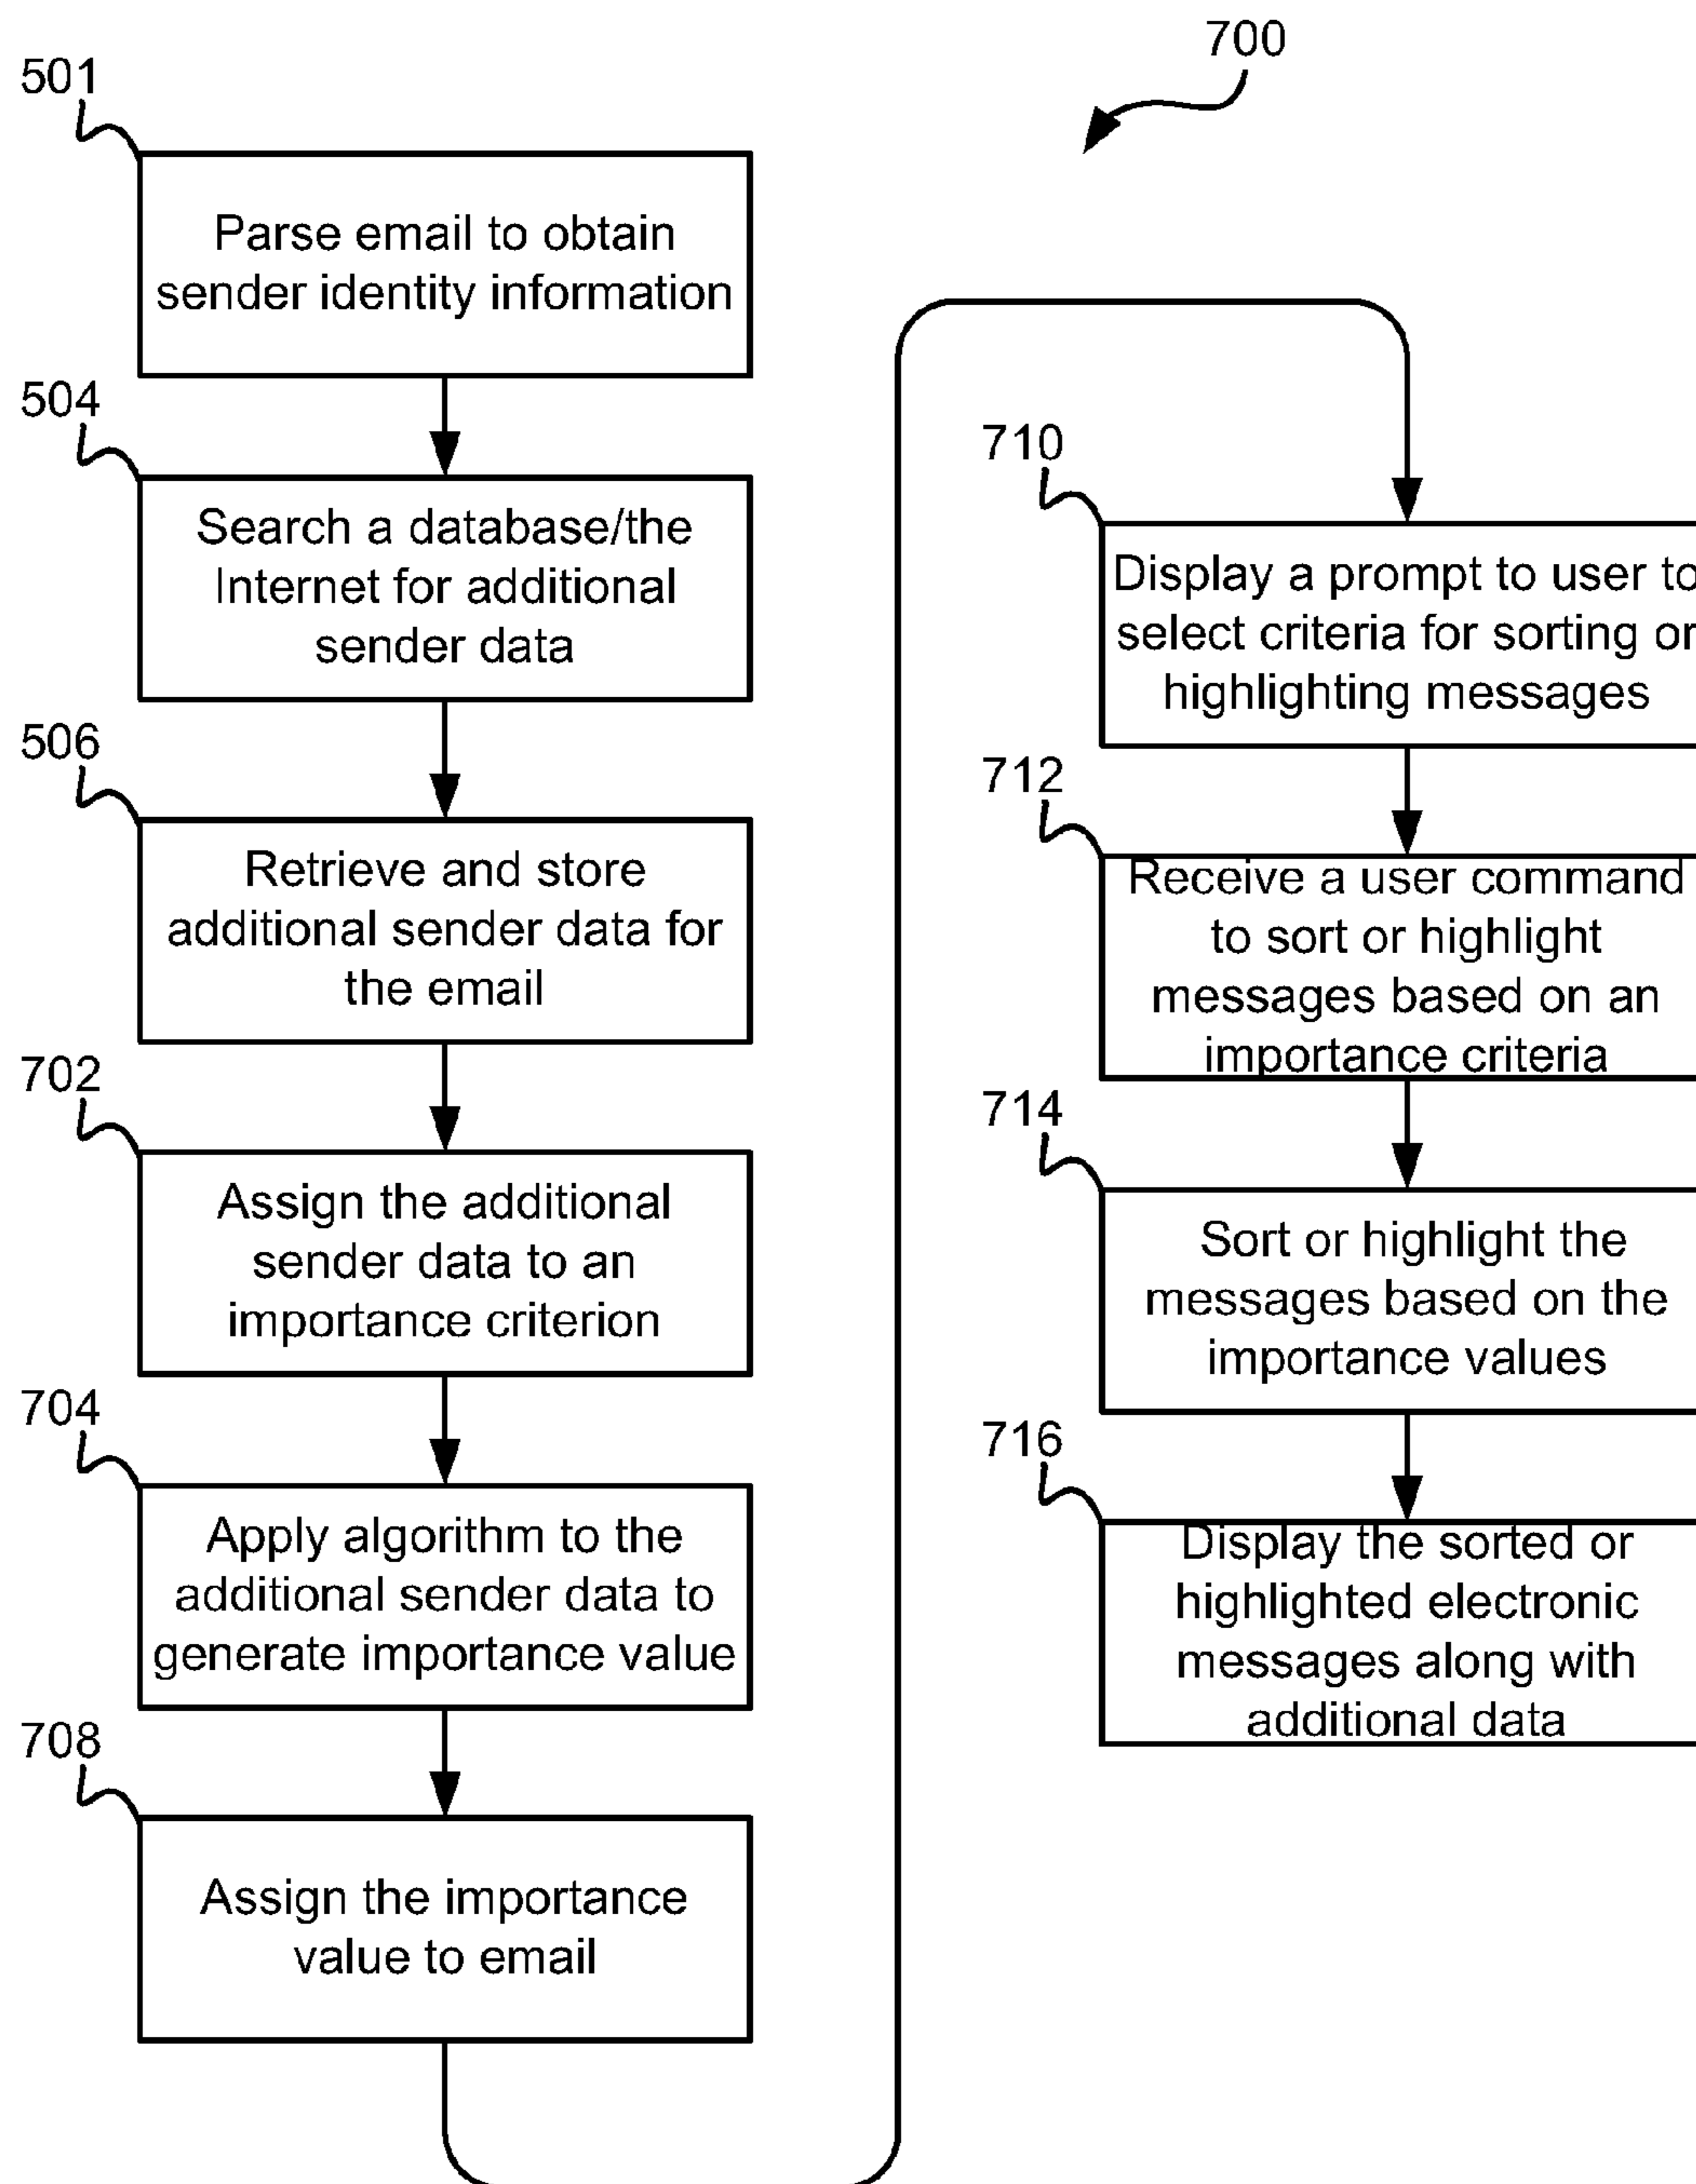 700
501
Parse email to obtain
sender identity information
504
Search a database/the
Internet for additional
sender data
506
Retrieve and store
additional sender data for
the email
702
Assign the additional
sender data to an
importance criterion
704
Apply algorithm to the
additional sender data to
generate importance value
708
Assign the importance
value to email
710
Display a prompt to user to
select criteria for sorting or
highlighting messages
712
Receive a user command
to sort or highlight
messages based on an
importance criteria
714
Sort or highlight the
messages based on the
importance values
716
Display the sorted or
highlighted electronic
messages along with
additional data